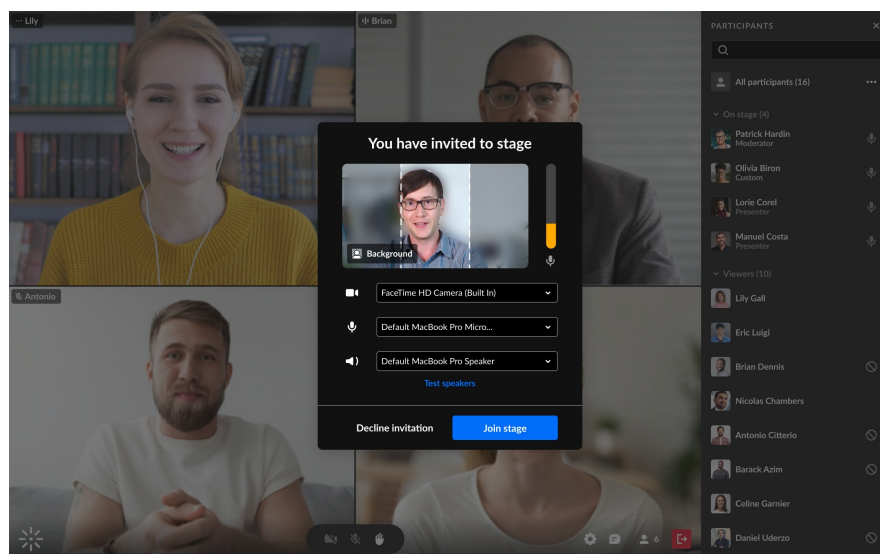 Lily
Brian
Antonio
You have invited to stage
Background
FaceTime HD Camera (Built In)
Default MacBook Pro Micro...
Default MacBook Pro Speaker
Test speakers
Decline invitation
Join stage
6
PARTICIPANTS
All participants (16)
On stage (4)
Patrick Hardin
Moderator
Olivia Biron
Custom
Lorie Corel
Presenter
Manuel Costa
Presenter
Viewers (10)
Lily Gall
Eric Luigi
Brian Dennis
Nicolas Chambers
Antonio Citterio
Barack Azim
Celine Garnier
Daniel Uderzo